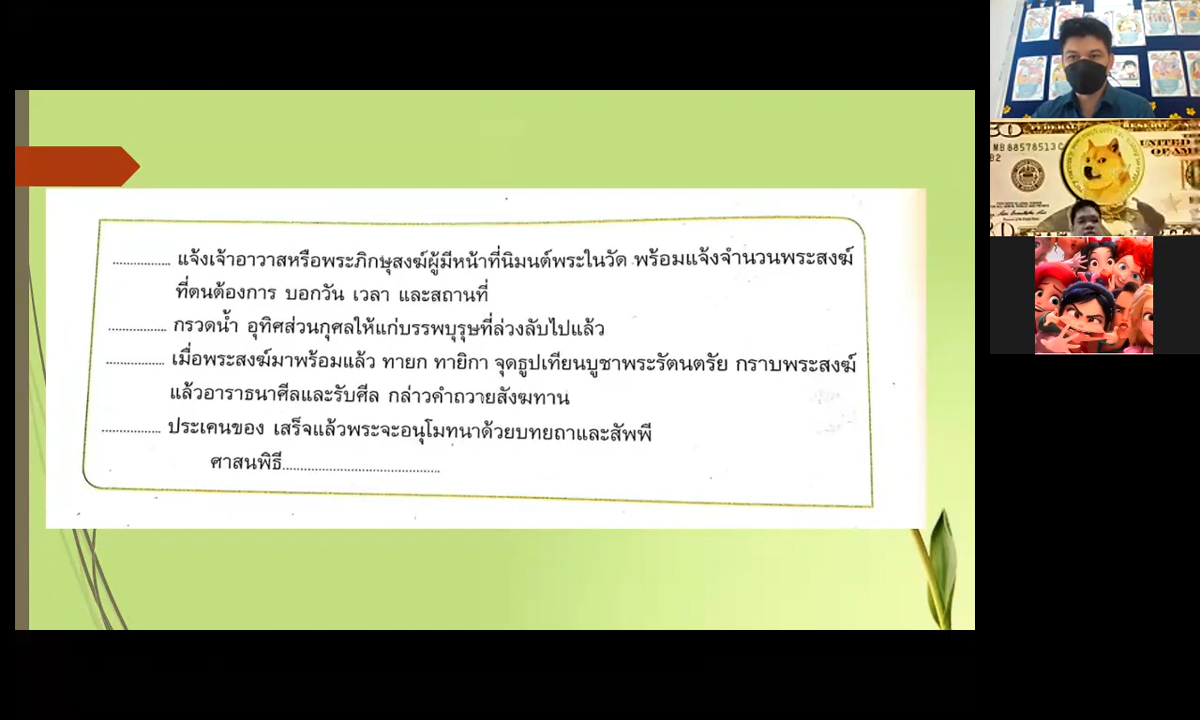 .................. แจ้งเจ้าอาวาสหรือพระภิกษุสงฆ์ผู้มีหน้าที่นิมนต์พระในวัด พร้อมแจ้งจำนวนพระสงฆ์
ที่ตนต้องการ บอกวัน เวลา และสถานที่
.................. กรวดน้ำ อุทิศส่วนกุศลให้แก่บรรพบุรุษที่ล่วงลับไปแล้ว
.................. เมื่อพระสงฆ์มาพร้อมแล้ว ทายก ทายิกา จุดธูปเทียนบูชาพระรัตนตรัย กราบพระสงฆ์
แล้วอาราธนาศีลและรับศีล กล่าวคำถวายสังฆทาน
.................. ประเคนของ เสร็จแล้วพระจะอนุโมทนาด้วยบทยถาและสัพพี
ศาสนพิธี..........................................
MB 88578513 C
B2
UNITED